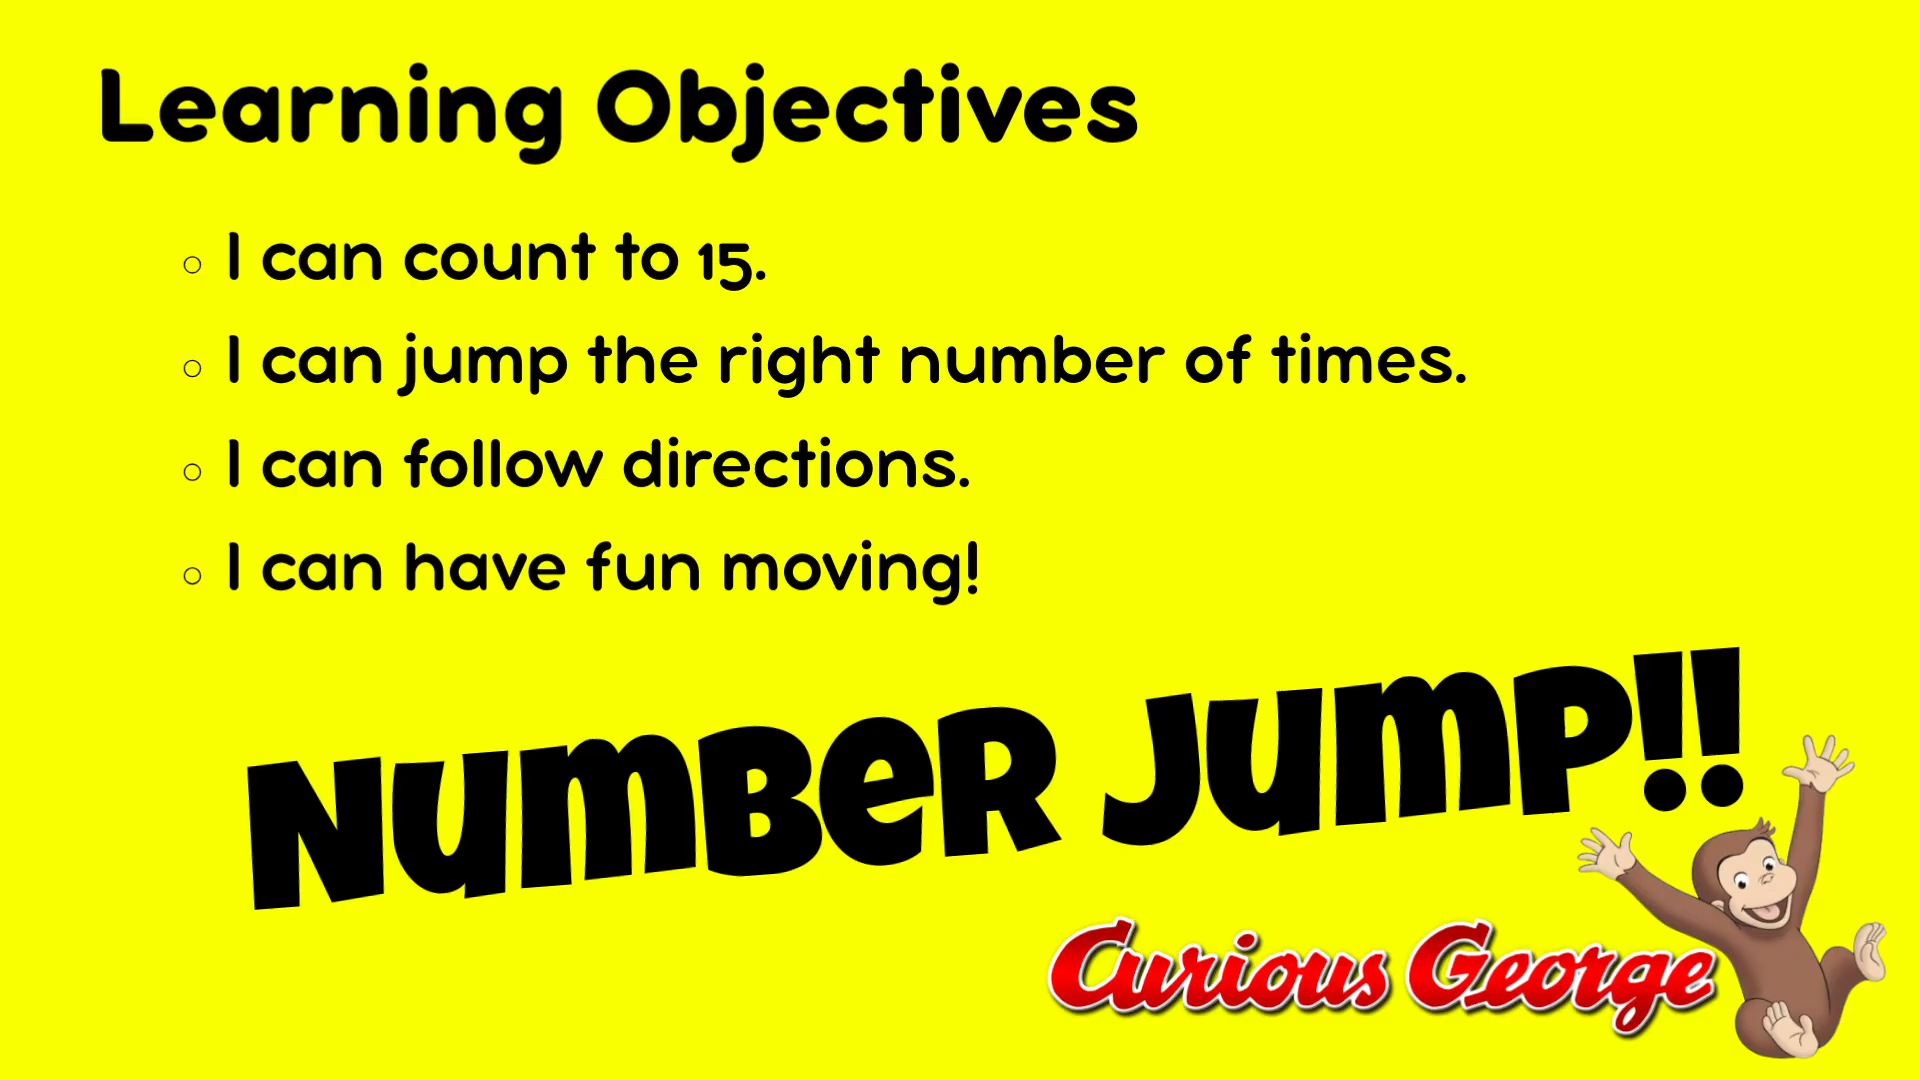 Learning Objectives
I can count to 15.
I can jump the right number of times.
I can follow directions.
I can have fun moving!
Number Jump!!
Curious George